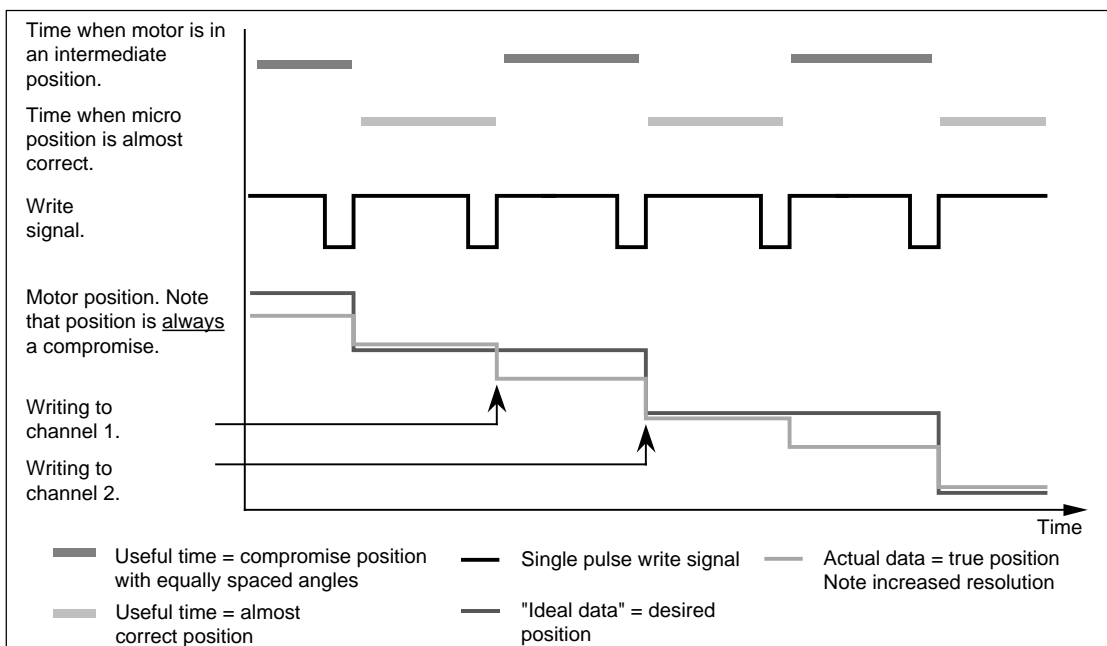 Time when motor is in
an intermediate
position.
Time when micro
position is almost
correct.
Write
signal.
Motor position. Note
that position is always
a compromise.
Writing to
channel 1.
Writing to
channel 2.
Time
Useful time = compromise position
with equally spaced angles
Useful time = almost
correct position
Single pulse write signal
"Ideal data" = desired
position
Actual data = true position
Note increased resolution